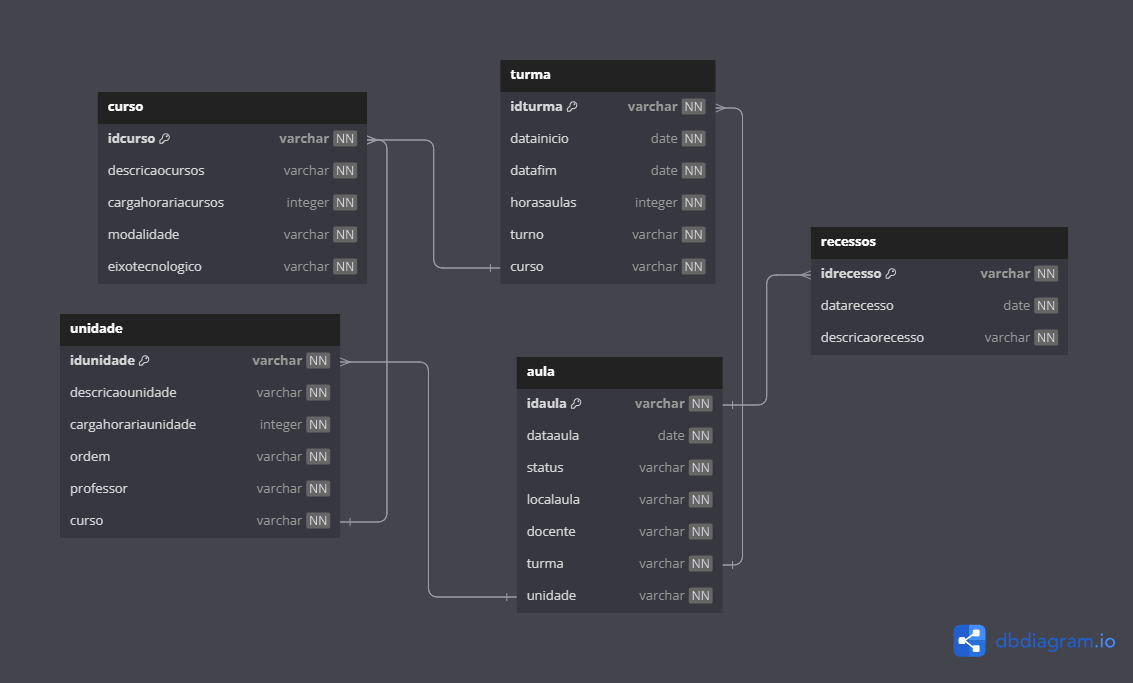 curso
idcurso varchar NN
descricaocursos varchar NN
cargahorariacursos integer NN
modalidade varchar NN
eixotecnologico varchar NN
turma
idturma varchar NN
datainicio date NN
datafim date NN
horasaulas integer NN
turno varchar NN
curso varchar NN
recessos
idrecesso varchar NN
datarecesso date NN
descricaorecesso varchar NN
unidade
idunidade varchar NN
descricaounidade varchar NN
cargahorariaunidade integer NN
ordem varchar NN
professor varchar NN
curso varchar NN
aula
idaula varchar NN
dataaula date NN
status varchar NN
localaula varchar NN
docente varchar NN
turma varchar NN
unidade varchar NN
dbdiagram.io